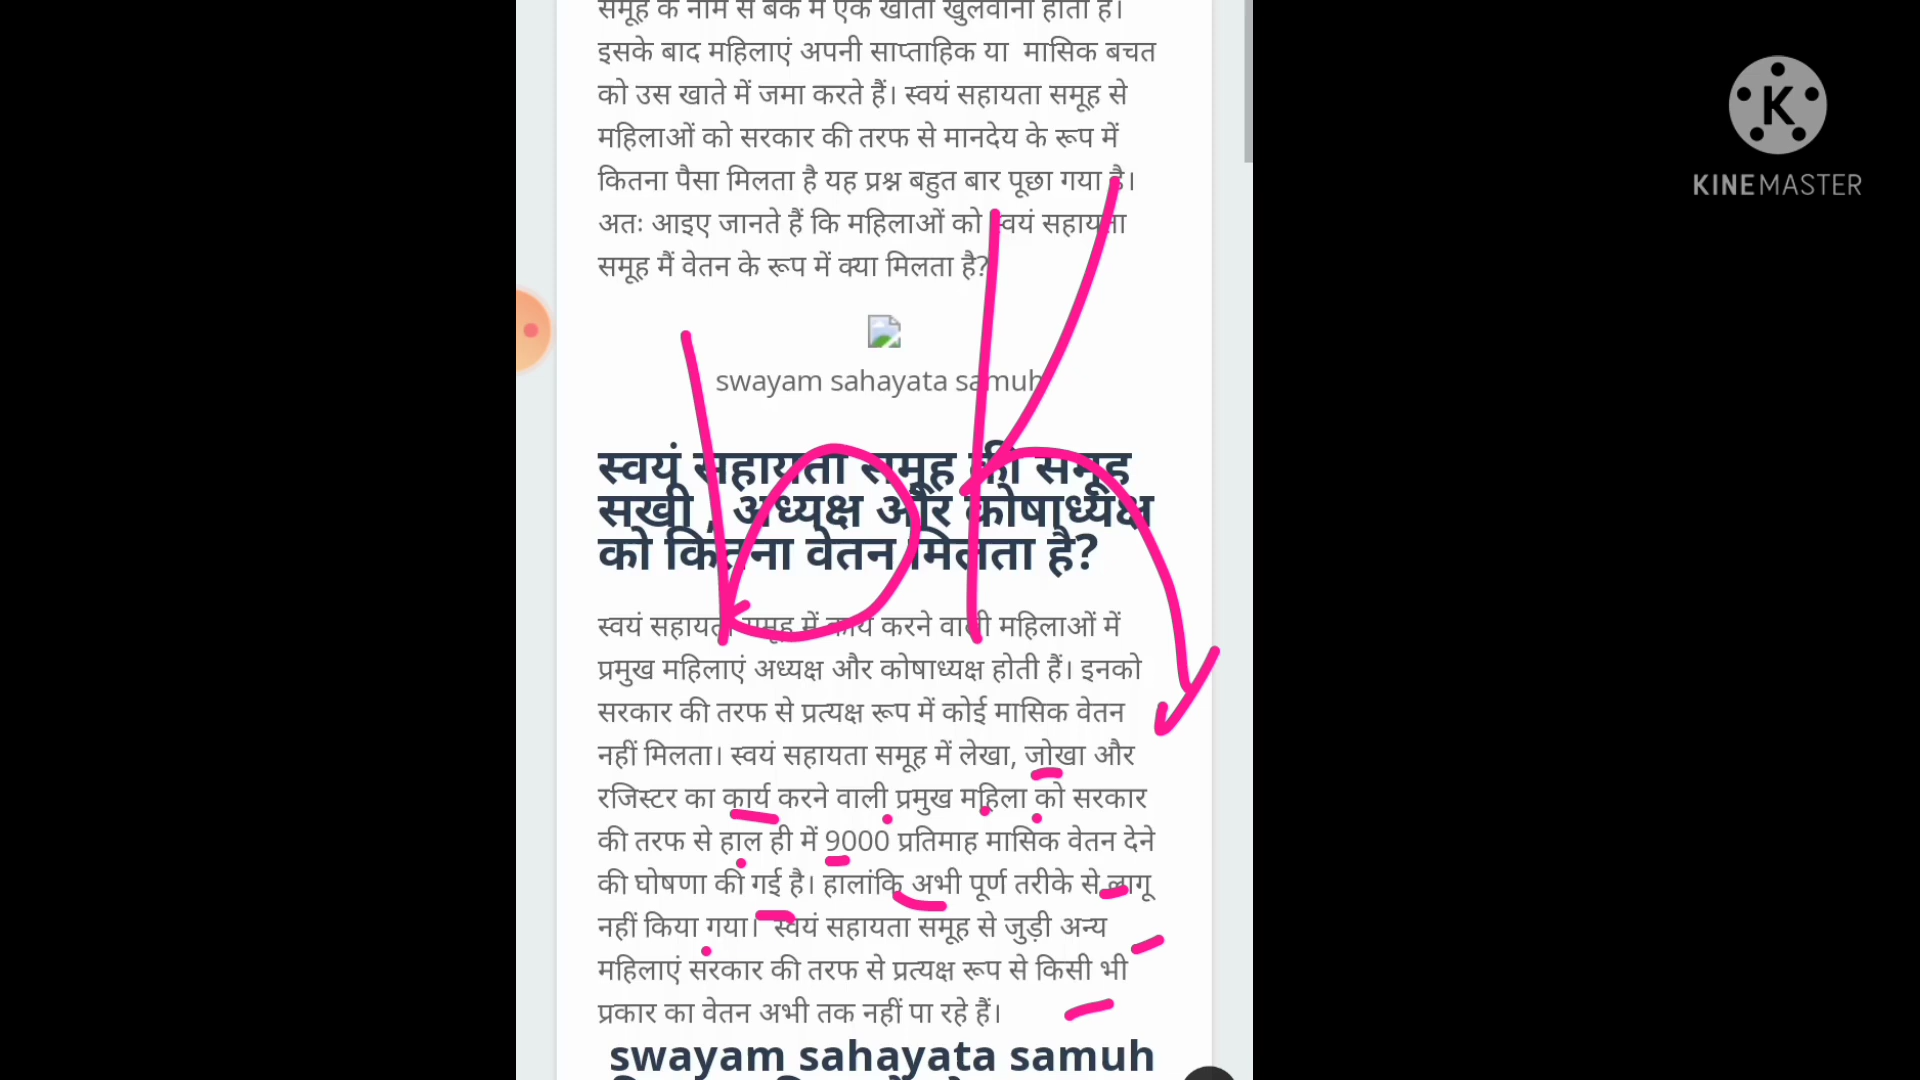 समूह के नाम से बैंक में एक खाता खुलवाना होता है।
इसके बाद महिलाएं अपनी साप्ताहिक या मासिक बचत
को उस खाते में जमा करते हैं। स्वयं सहायता समूह से
महिलाओं को सरकार की तरफ से मानदेय के रूप में
कितना पैसा मिलता है यह प्रश्न बहुत बार पूछा गया है।
अतः आइए जानते हैं कि महिलाओं को स्वयं सहायता
समूह मैं वेतन के रूप में क्या मिलता है?
swayam sahayata samuh
स्वयं सहायता समूह की समूह
सखी , अध्यक्ष और कोषाध्यक्ष
को कितना वेतन मिलता है?
स्वयं सहायता समूह में कार्य करने वाली महिलाओं में
प्रमुख महिलाएं अध्यक्ष और कोषाध्यक्ष होती हैं। इनको
सरकार की तरफ से प्रत्यक्ष रूप में कोई मासिक वेतन
नहीं मिलता। स्वयं सहायता समूह में लेखा, जोखा और
रजिस्टर का कार्य करने वाली प्रमुख महिला को सरकार
की तरफ से हाल ही में 9000 प्रतिमाह मासिक वेतन देने
की घोषणा की गई है। हालांकि अभी पूर्ण तरीके से लागू
नहीं किया गया। स्वयं सहायता समूह से जुड़ी अन्य
महिलाएं सरकार की तरफ से प्रत्यक्ष रूप से किसी भी
प्रकार का वेतन अभी तक नहीं पा रहे हैं।
swayam sahayata samuh
K
KINEMASTER